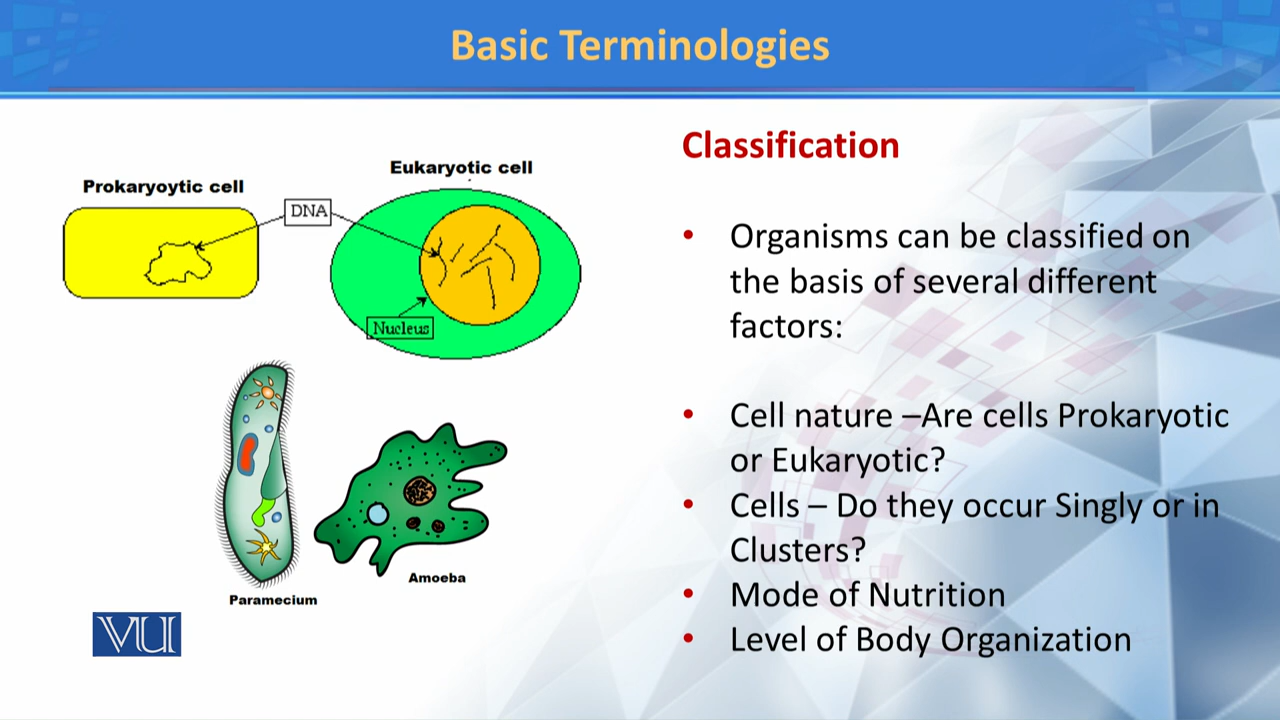 Basic Terminologies
Prokaryoytic cell
Eukaryotic cell
DNA
Nucleus
Paramecium
Amoeba
VU
Classification
• Organisms can be classified on
the basis of several different
factors:
• Cell nature –Are cells Prokaryotic
or Eukaryotic?
• Cells – Do they occur Singly or in
Clusters?
• Mode of Nutrition
• Level of Body Organization